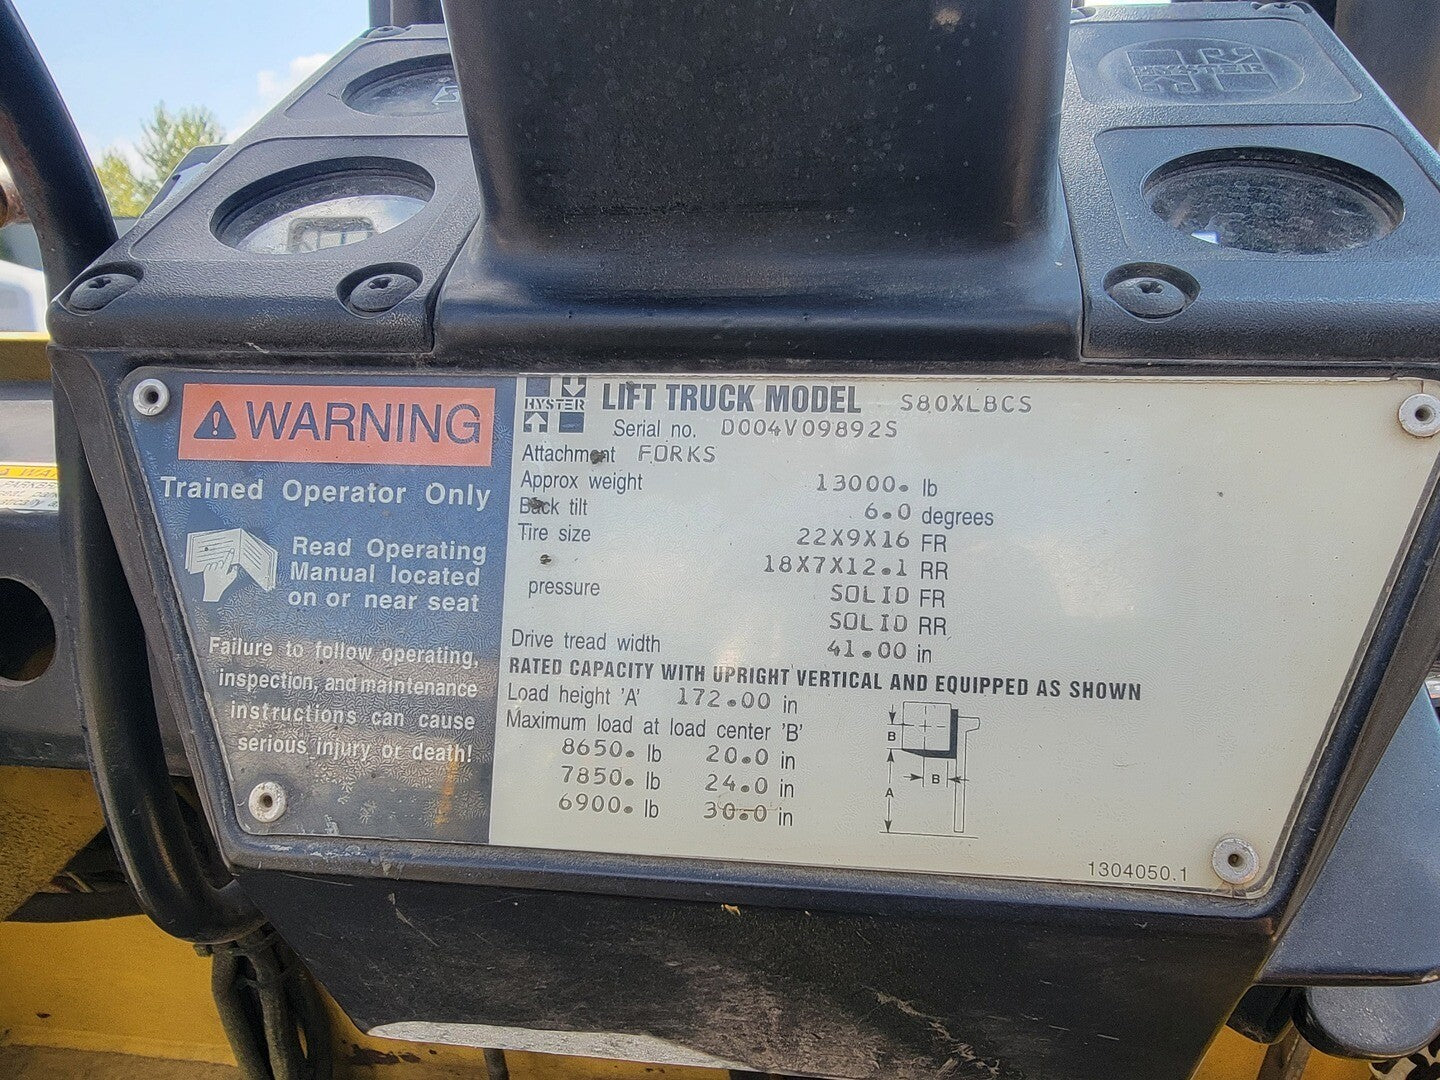 HYSTER
WARNING
Trained Operator Only
Read Operating
Manual located
on or near seat
Failure to follow operating,
inspection, and maintenance
instructions can cause
serious injury or death!
HYSTER LIFT TRUCK MODEL S80XLBCS
Serial no. D004V09892S
Attachment FORKS
Approx weight 13000. lb
Back tilt 6.0 degrees
Tire size 22X9X16 FR
18X7X12.1 RR
pressure SOLID FR
SOLID RR
Drive tread width 41.00 in
RATED CAPACITY WITH UPRIGHT VERTICAL AND EQUIPPED AS SHOWN
Load height 'A' 172.00 in
Maximum load at load center 'B'
8650. lb 20.0 in
7850. lb 24.0 in
6900. lb 30.0 in
B
B
A
1304050.1